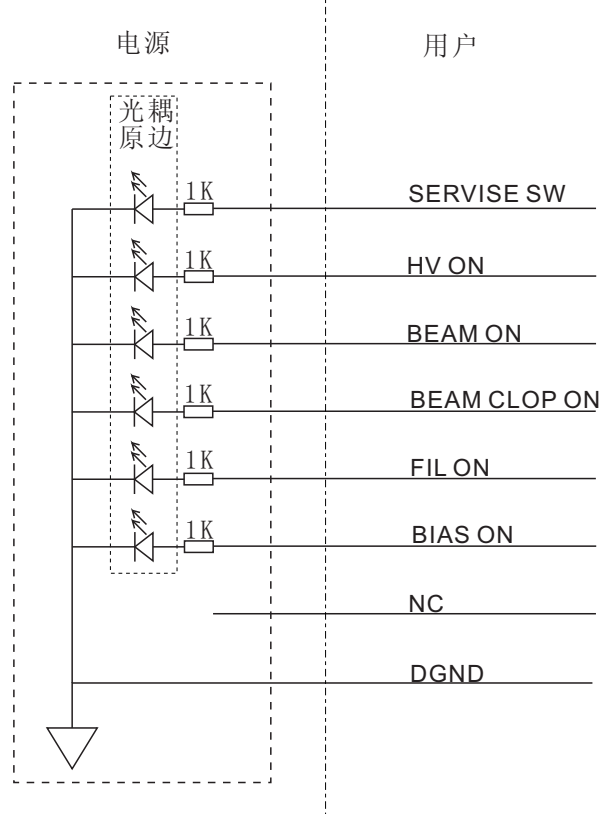 电源
用户
光耦
原边
1K
SERVISE SW
1K
HV ON
1K
BEAM ON
1K
BEAM CLOP ON
1K
FIL ON
1K
BIAS ON
NC
DGND